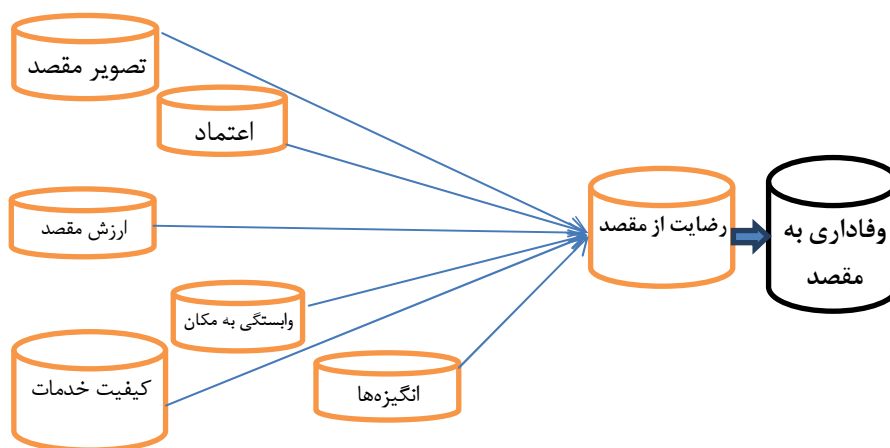 تصویر مقصد
اعتماد
ارزش مقصد
وابستگی به مکان
کیفیت خدمات
انگیزه‌ها
رضایت از مقصد
وفاداری به
مقصد